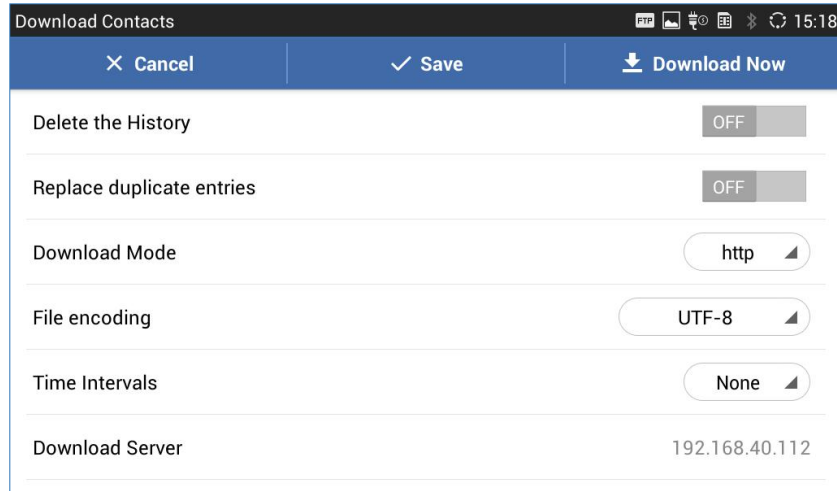 Download Contacts FTP 15:18
Cancel Save Download Now
Delete the History OFF
Replace duplicate entries OFF
Download Mode http
File encoding UTF-8
Time Intervals None
Download Server 192.168.40.112